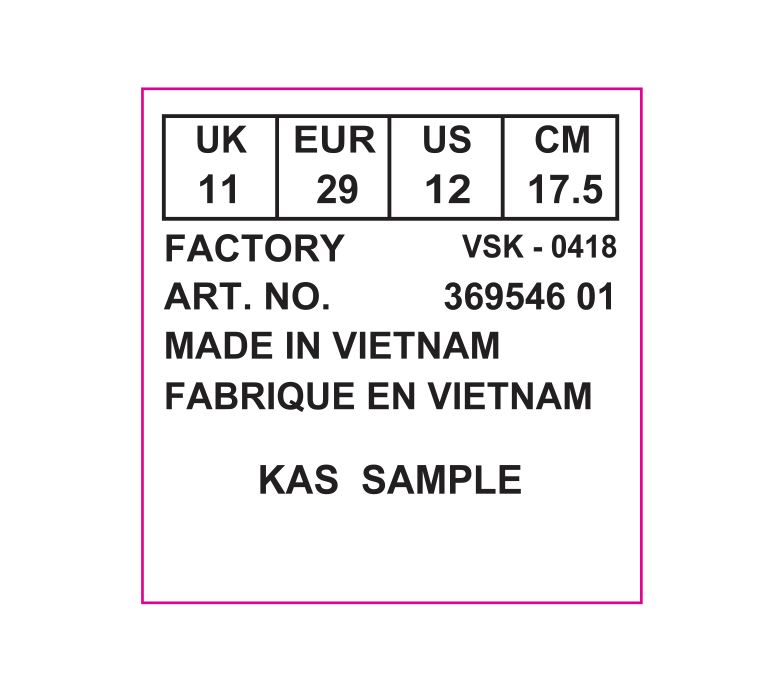 UK EUR US CM
11 29 12 17.5
FACTORY VSK - 0418
ART. NO. 369546 01
MADE IN VIETNAM
FABRIQUE EN VIETNAM
KAS SAMPLE